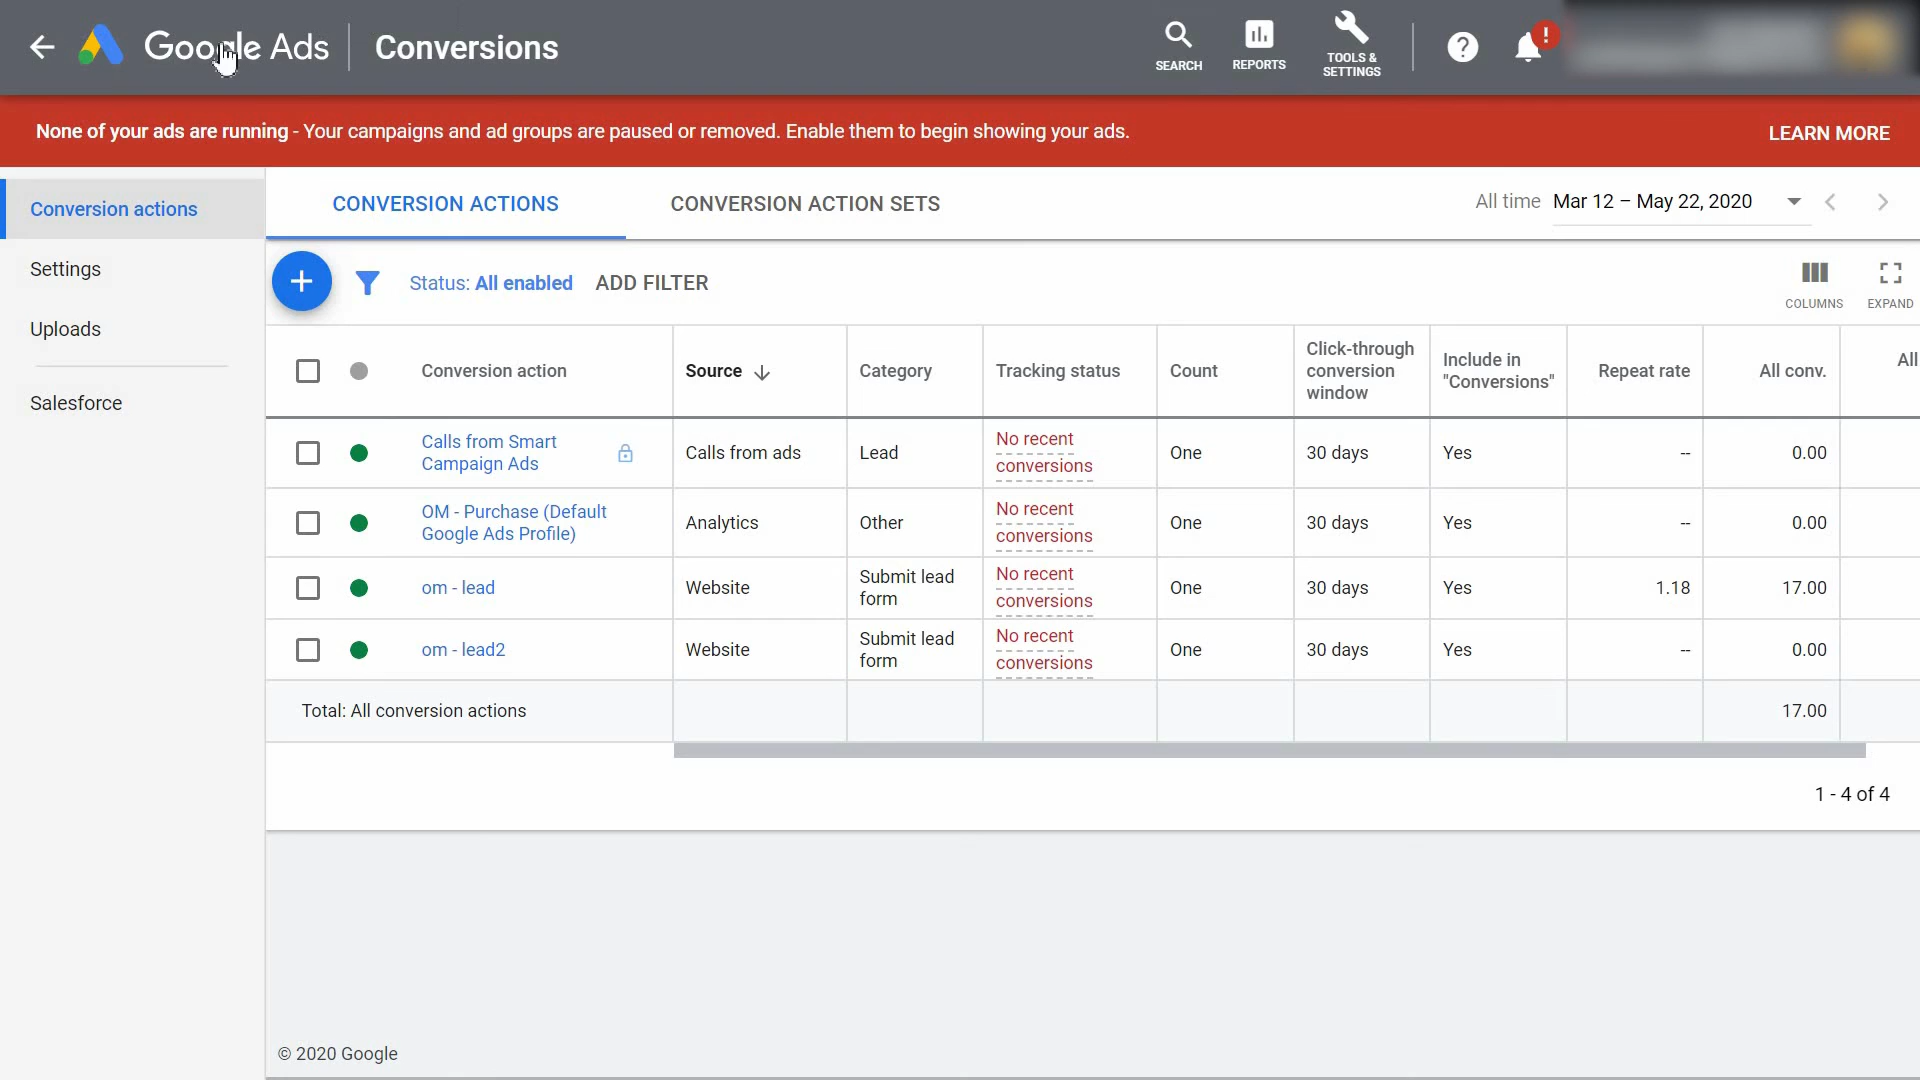 Google Ads
Conversions
SEARCH
REPORTS
TOOLS &
SETTINGS
None of your ads are running - Your campaigns and ad groups are paused or removed. Enable them to begin showing your ads.
LEARN MORE
Conversion actions
Settings
Uploads
Salesforce
CONVERSION ACTIONS
CONVERSION ACTION SETS
All time Mar 12 – May 22, 2020
Status: All enabled
ADD FILTER
COLUMNS
EXPAND
Conversion action
Source
Category
Tracking status
Count
Click-through
conversion
window
Include in
"Conversions"
Repeat rate
All conv.
All
Calls from Smart
Campaign Ads
Calls from ads
Lead
No recent
conversions
One
30 days
Yes
--
0.00
OM - Purchase (Default
Google Ads Profile)
Analytics
Other
No recent
conversions
One
30 days
Yes
--
0.00
om - lead
Website
Submit lead
form
No recent
conversions
One
30 days
Yes
1.18
17.00
om - lead2
Website
Submit lead
form
No recent
conversions
One
30 days
Yes
--
0.00
Total: All conversion actions
17.00
1 - 4 of 4
© 2020 Google